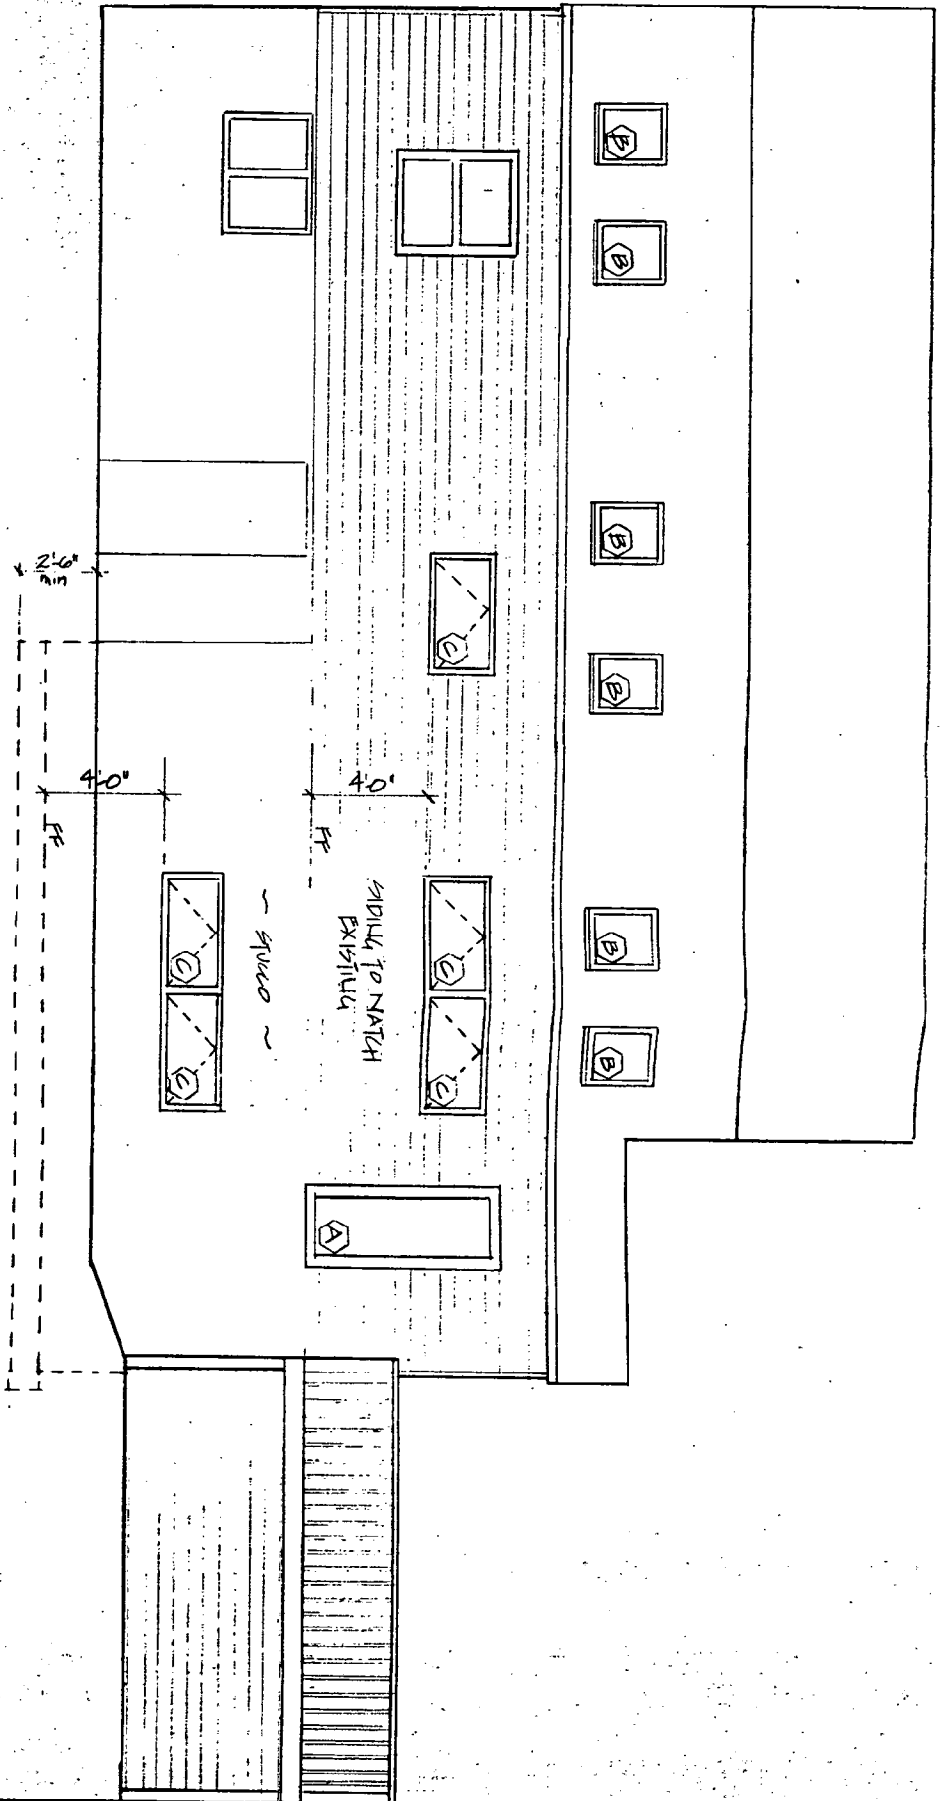 B
B
B
B
B
B
C
C
C
A
4'0"
FF
SIDING TO MATCH
EXISTING
~ STUCCO ~
C
C
4'0"
FF
2'-6"
min